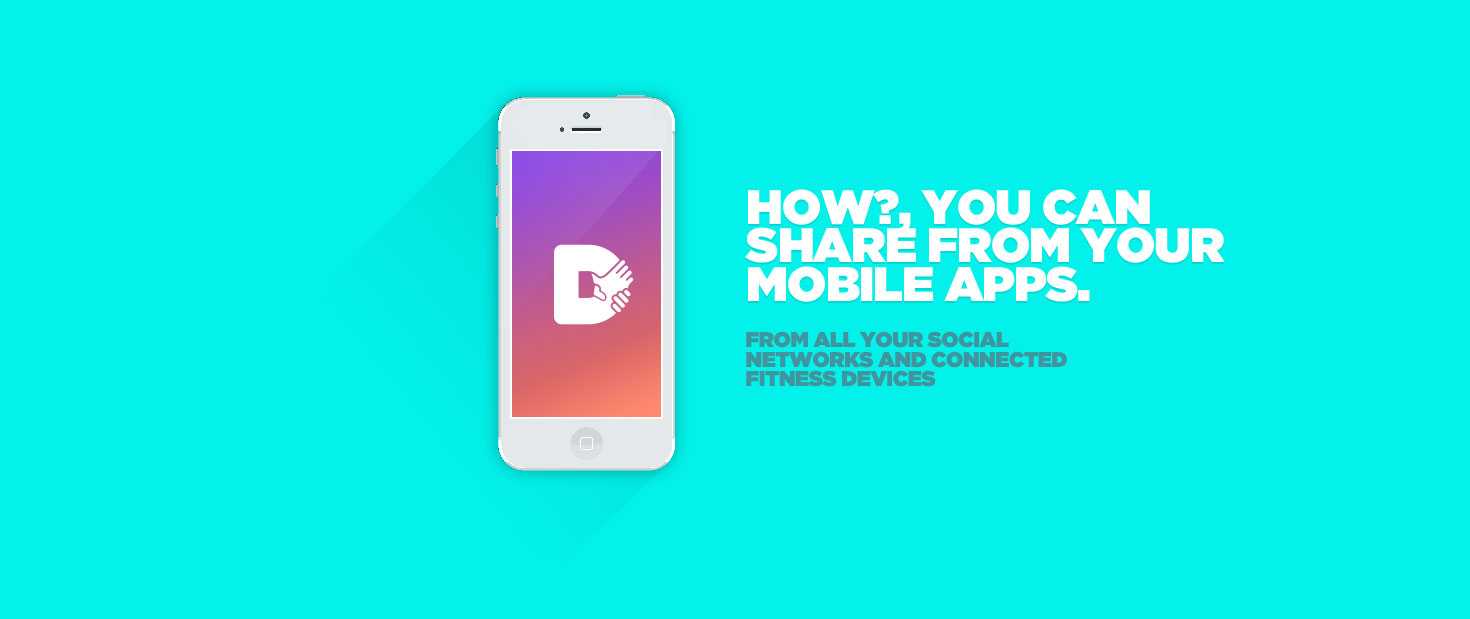 D
HOW?, YOU CAN
SHARE FROM YOUR
MOBILE APPS.
FROM ALL YOUR SOCIAL
NETWORKS AND CONNECTED
FITNESS DEVICES